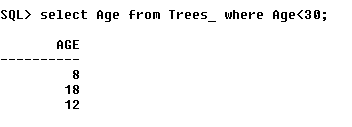 SQL> select Age from Trees_ where Age<30;
AGE
----------
8
18
12